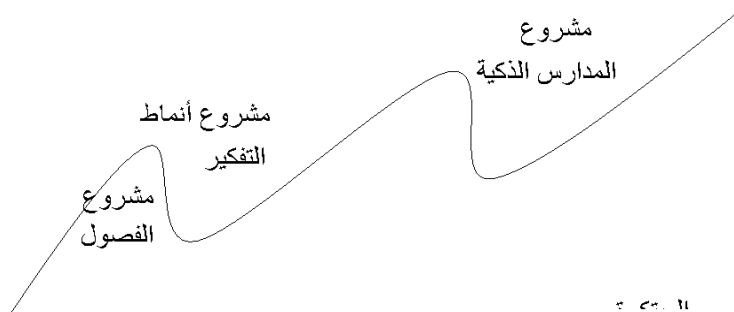 مشروع
المدارس الذكية
مشروع أنماط
التفكير
مشروع
الفصول